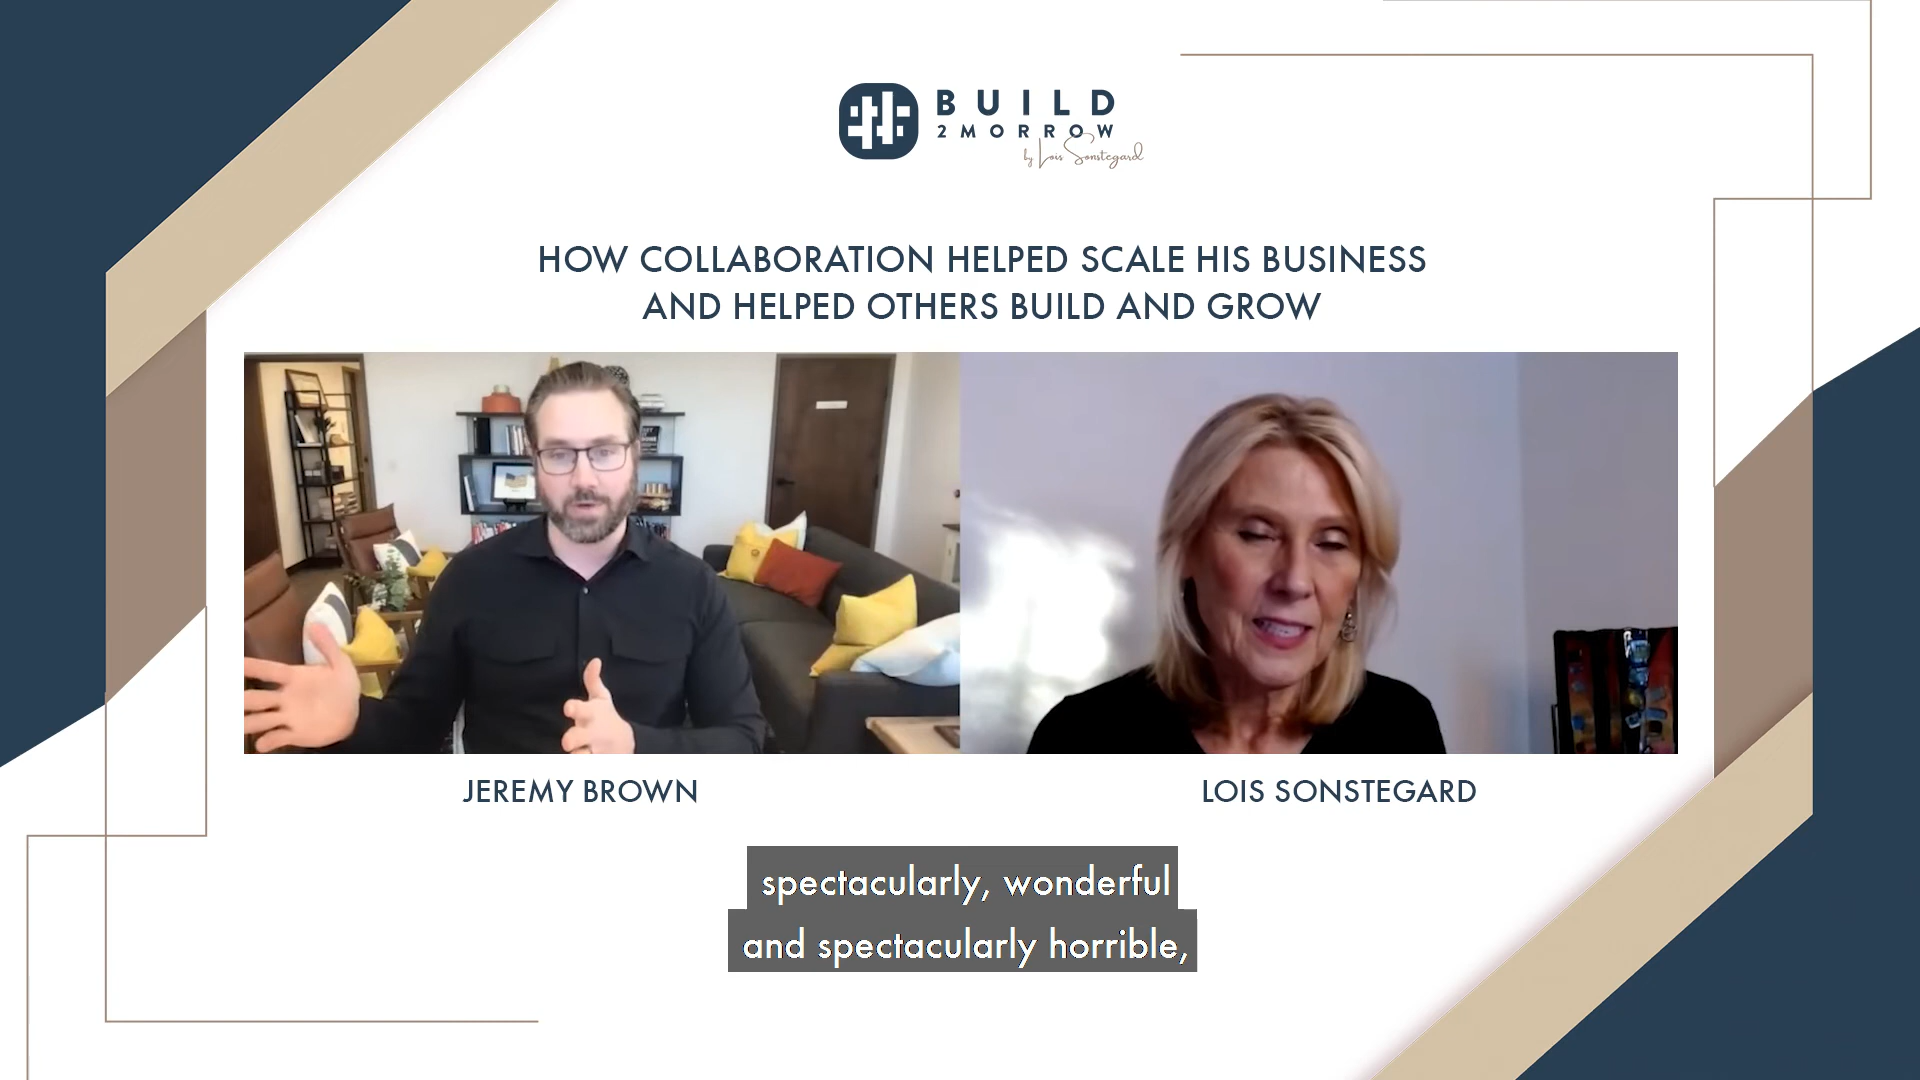 BUILD
2MORROW
by Lois Sonstegard
HOW COLLABORATION HELPED SCALE HIS BUSINESS
AND HELPED OTHERS BUILD AND GROW
JEREMY BROWN
LOIS SONSTEGARD
spectacularly, wonderful
and spectacularly horrible,